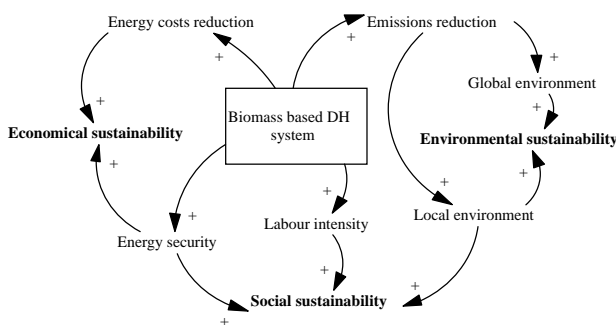 Energy costs reduction
Emissions reduction
+
+
+
Global environment
Biomass based DH
system
+
+
Economical sustainability
Environmental sustainability
+
+
+
+
+
Labour intensity
Local environment
Energy security
+
+
Social sustainability
+